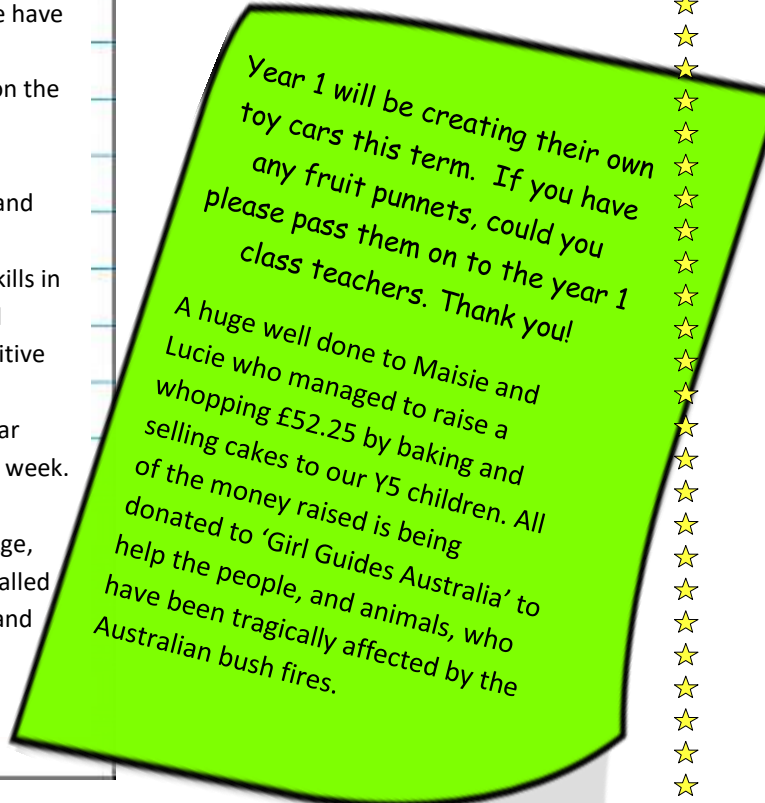 e have
on the
and
kills in
itive
ar
week.
ge,
alled
and
Year 1 will be creating their own
toy cars this term. If you have
any fruit punnets, could you
please pass them on to the year 1
class teachers. Thank you!
A huge well done to Maisie and
Lucie who managed to raise a
whopping £52.25 by baking and
selling cakes to our Y5 children. All
of the money raised is being
donated to ‘Girl Guides Australia’ to
help the people, and animals, who
have been tragically affected by the
Australian bush fires.